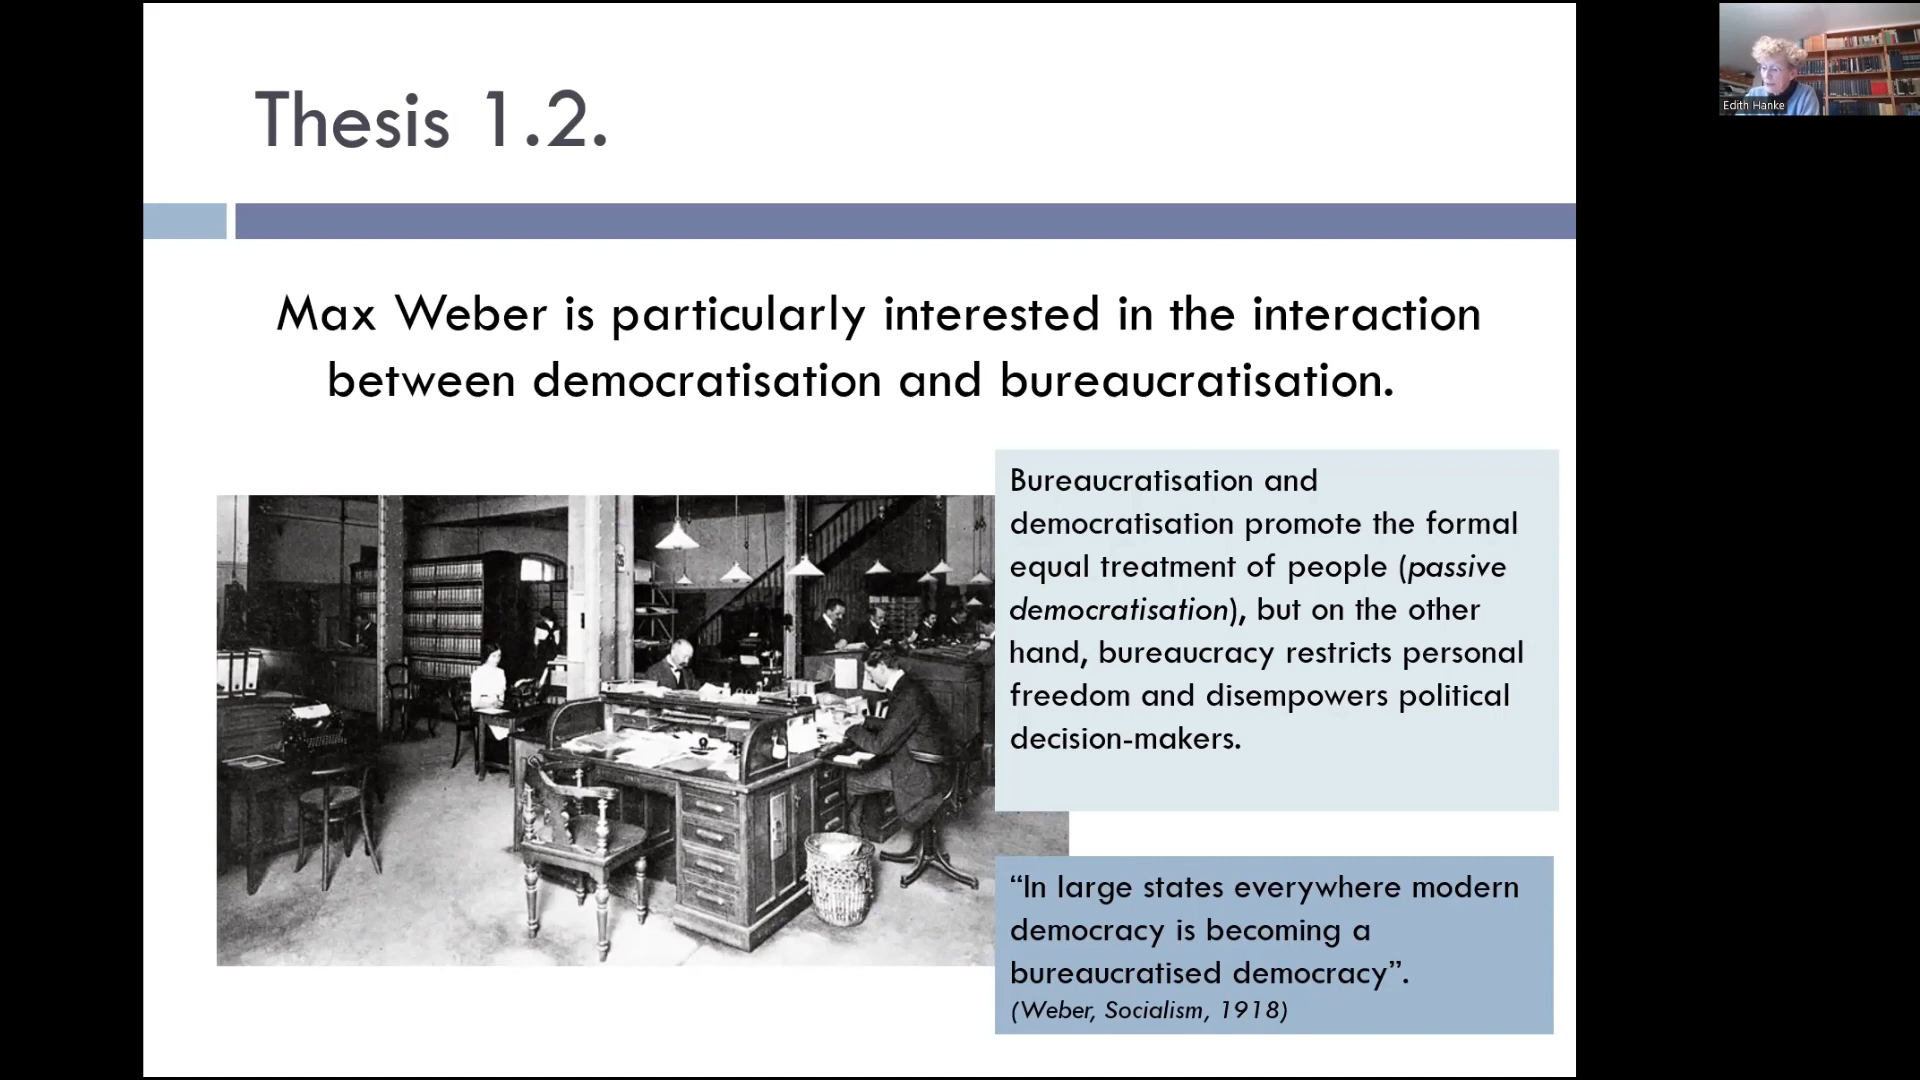 Thesis 1.2.
Max Weber is particularly interested in the interaction
between democratisation and bureaucratisation.
Bureaucratisation and
democratisation promote the formal
equal treatment of people (passive
democratisation), but on the other
hand, bureaucracy restricts personal
freedom and disempowers political
decision-makers.
“In large states everywhere modern
democracy is becoming a
bureaucratised democracy”.
(Weber, Socialism, 1918)
Edith Hanke